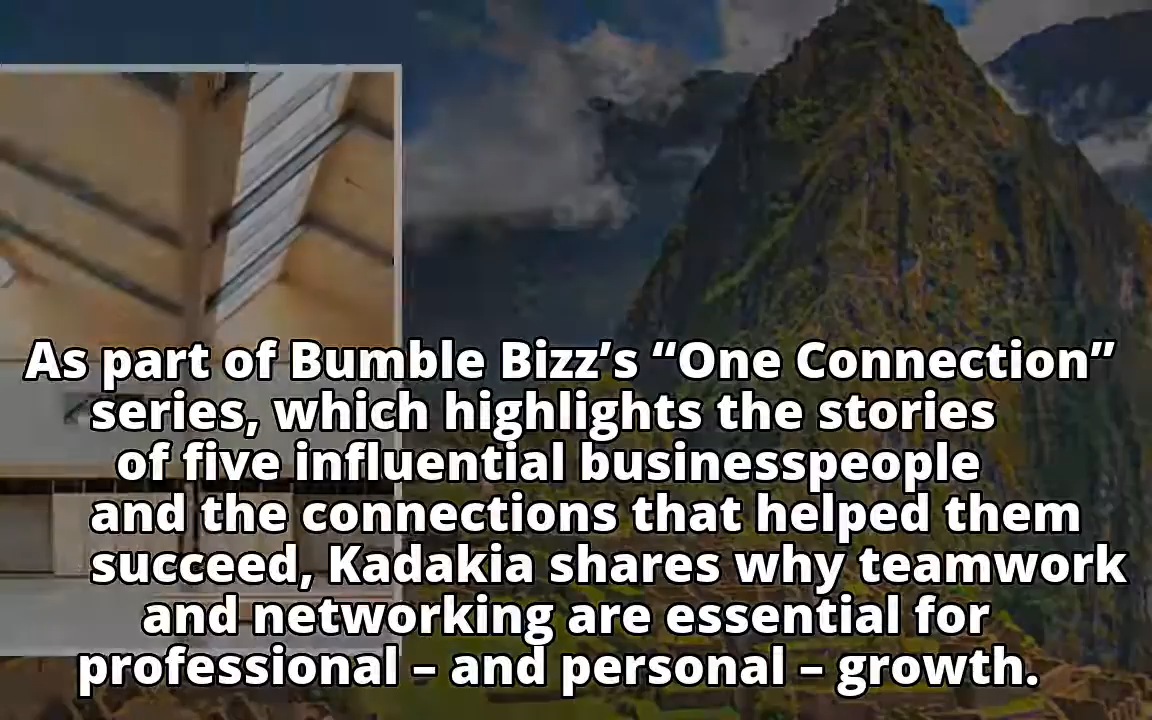 As part of Bumble Bizz’s “One Connection”
series, which highlights the stories
of five influential businesspeople
and the connections that helped them
succeed, Kadakia shares why teamwork
and networking are essential for
professional – and personal – growth.